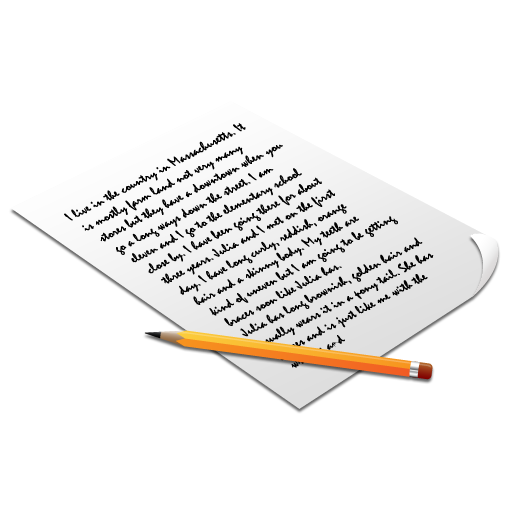 I live in the country in Massachusetts. It
is mostly farm land not very many
stores but they have a downtown when you
go a long ways down the street. I am
eleven and I go to the elementary school
close by. I have been going there for about
three years. Julia and I mot on the first
day. I have long curly, reddish, orange
hair and a skinny body. My teeth are
kind of uneven but I am going to be getting
braces soon like Julia has.
Julia has long brownish, golden hair and
usually wears it in a pony tail. She has
and is just like me with the
and